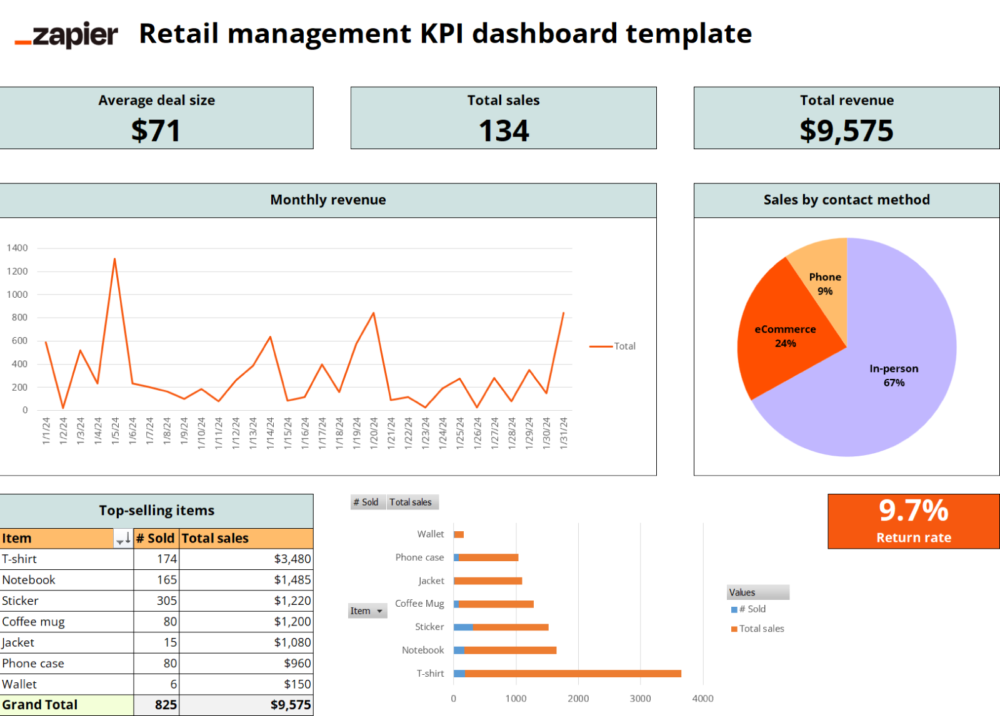 zapier
Retail management KPI dashboard template
Average deal size
$71
Total sales
134
Total revenue
$9,575
Monthly revenue
1400
1200
1000
800
600
400
200
0
1/1/24
1/2/24
1/3/24
1/4/24
1/5/24
1/6/24
1/7/24
1/8/24
1/9/24
1/10/24
1/11/24
1/12/24
1/13/24
1/14/24
1/15/24
1/16/24
1/17/24
1/18/24
1/19/24
1/20/24
1/21/24
1/22/24
1/23/24
1/24/24
1/25/24
1/26/24
1/27/24
1/28/24
1/29/24
1/30/24
1/31/24
Total
Sales by contact method
Phone
9%
eCommerce
24%
In-person
67%
Top-selling items
Item # Sold Total sales
T-shirt 174 $3,480
Notebook 165 $1,485
Sticker 305 $1,220
Coffee mug 80 $1,200
Jacket 15 $1,080
Phone case 80 $960
Wallet 6 $150
Grand Total 825 $9,575
# Sold Total sales
Item
Wallet
Phone case
Jacket
Coffee Mug
Sticker
Notebook
T-shirt
0 1000 2000 3000 4000
Values
# Sold
Total sales
9.7%
Return rate